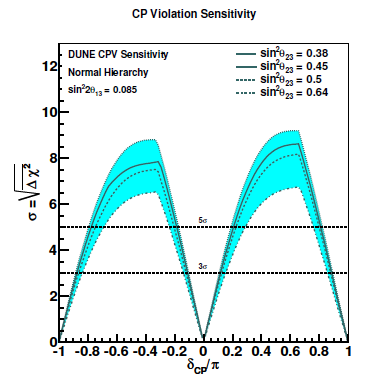 CP Violation Sensitivity
DUNE CPV Sensitivity
Normal Hierarchy
sin²2θ₁₃ = 0.085
sin²θ₂₃ = 0.38
sin²θ₂₃ = 0.45
sin²θ₂₃ = 0.5
sin²θ₂₃ = 0.64
σ = √Δχ²
12
10
8
6
4
2
0
5σ
3σ
-1 -0.8 -0.6 -0.4 -0.2 0 0.2 0.4 0.6 0.8 1
δCP/π